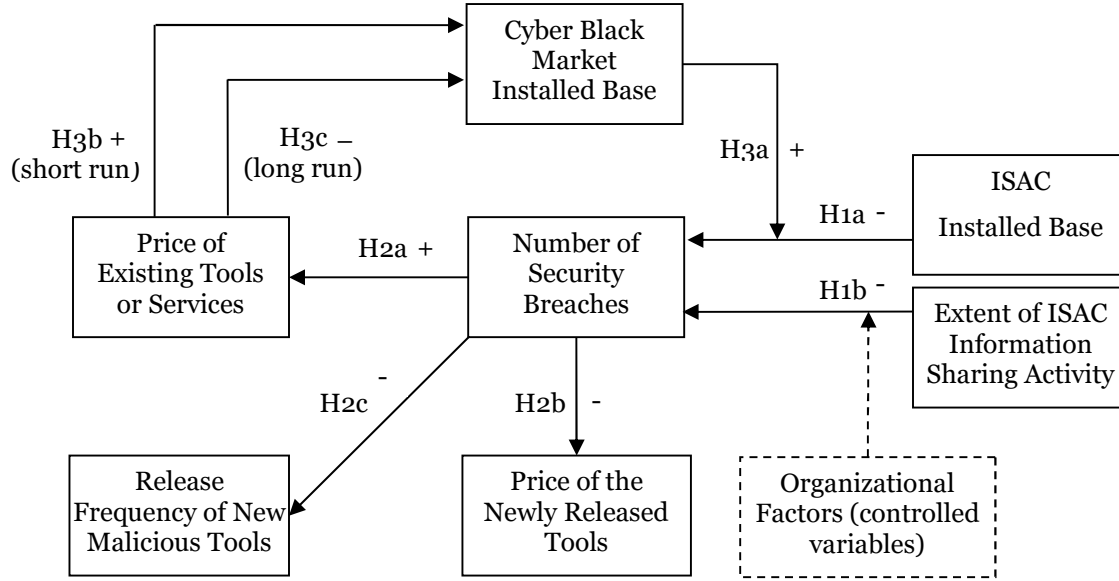 Cyber Black
Market
Installed Base
H3b +
(short run)
H3c –
(long run)
H3a +
ISAC
Installed Base
H1a -
Price of
Existing Tools
or Services
H2a +
Number of
Security
Breaches
H1b -
Extent of ISAC
Information
Sharing Activity
H2c -
H2b -
Release
Frequency of New
Malicious Tools
Price of the
Newly Released
Tools
Organizational
Factors (controlled
variables)